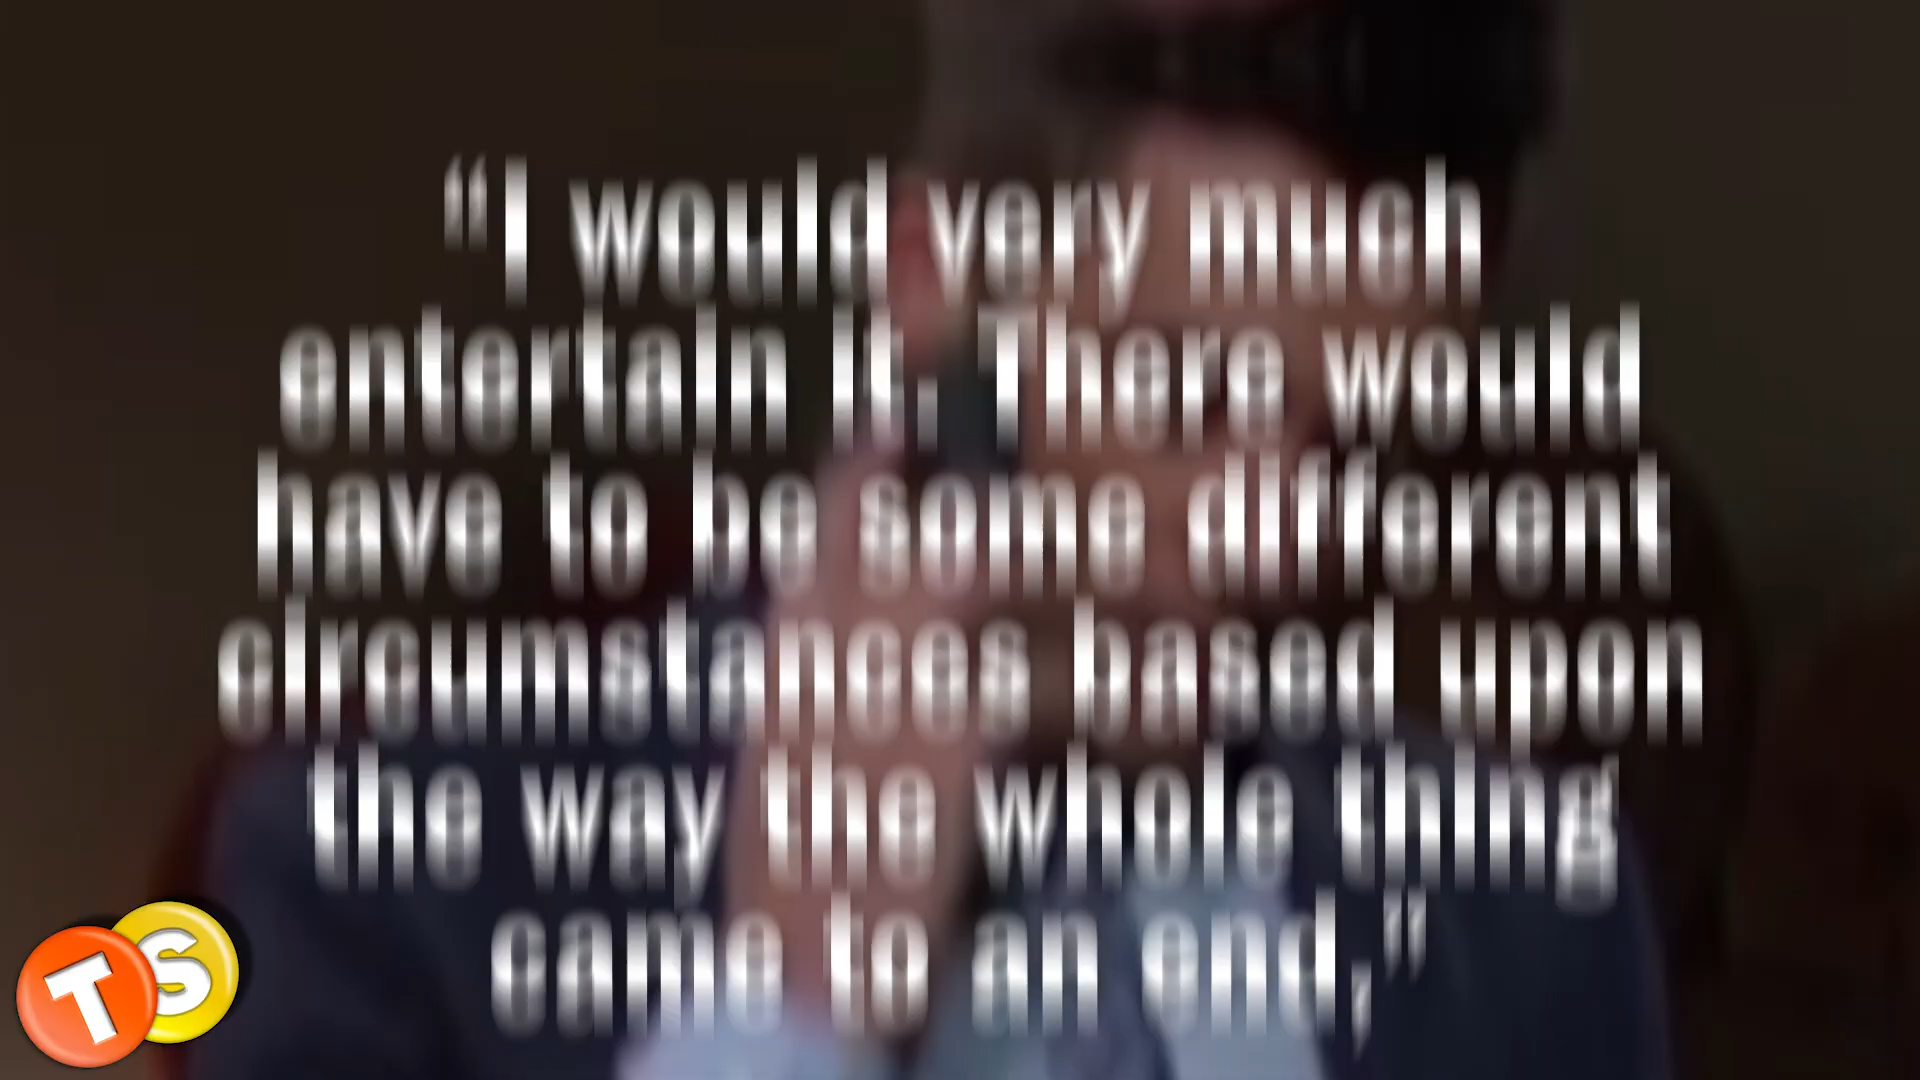 “I would very much
entertain it. There would
have to be some different
circumstances based upon
the way the whole thing
came to an end,”
TS